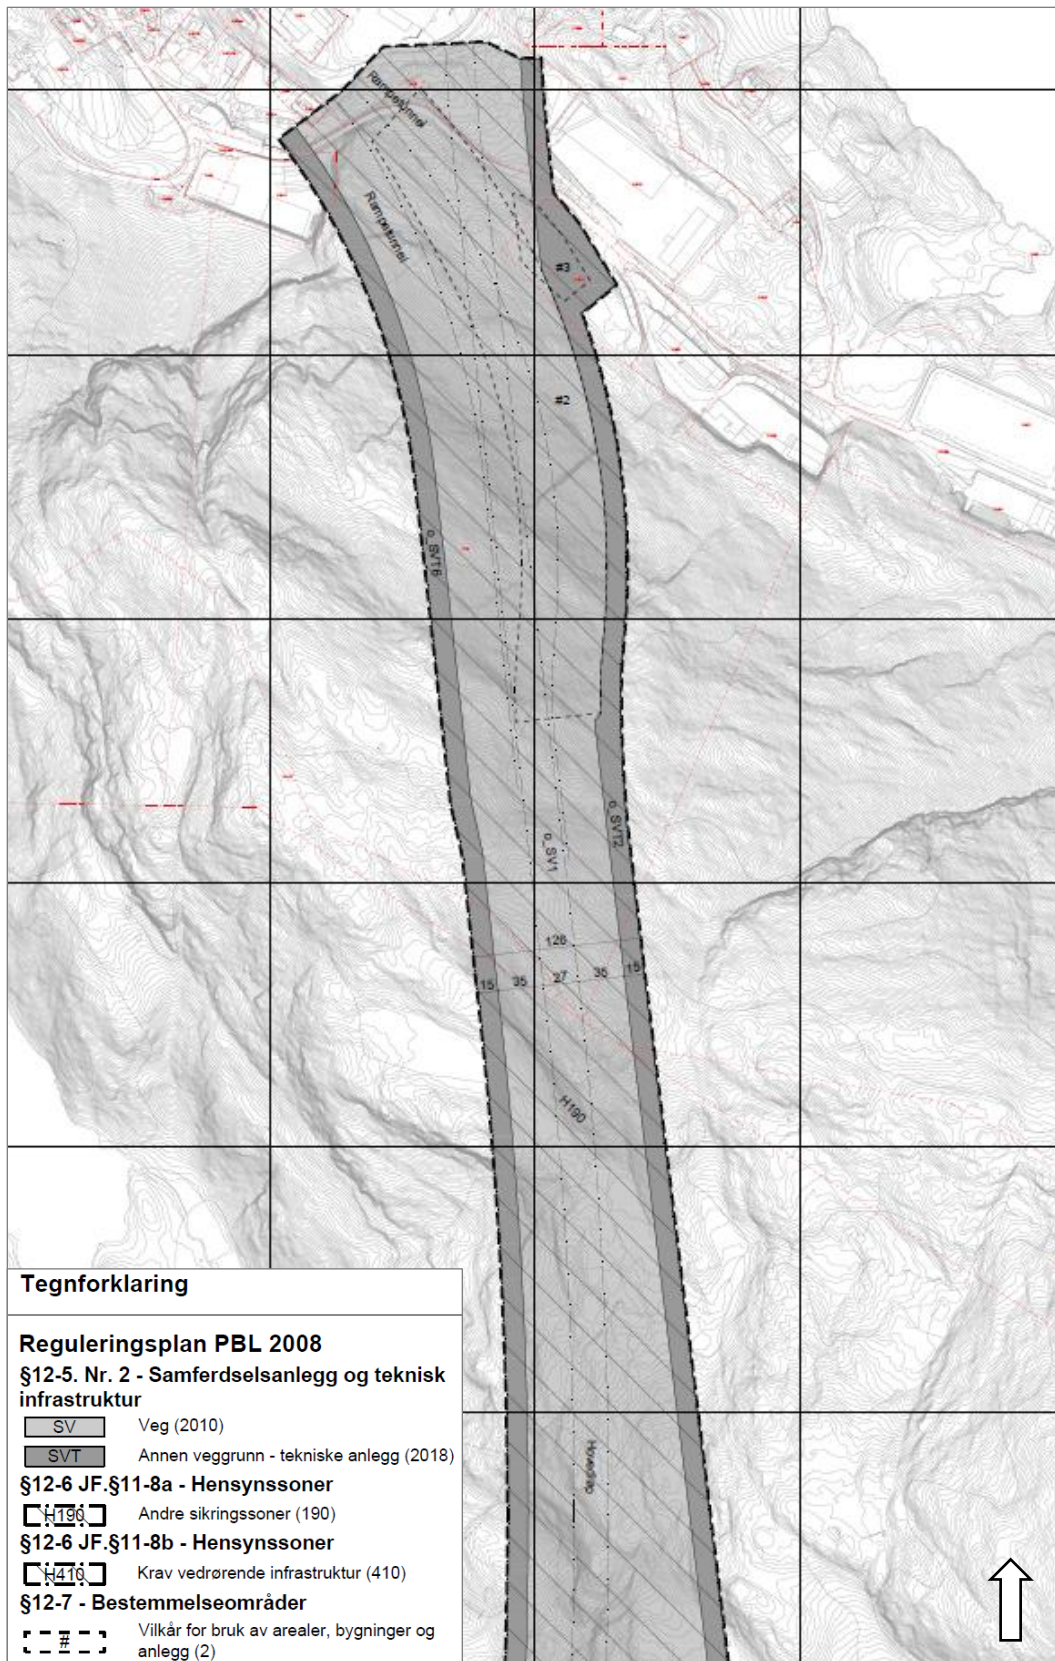 Rampetunnel
Rampetunnel
#3
#2
o_SVT6
o_SVT2
o_SV1
126
15
35
27
35
15
H190
Hovedløp
Tegnforklaring
Reguleringsplan PBL 2008
§12-5. Nr. 2 - Samferdselsanlegg og teknisk
infrastruktur
SV
Veg (2010)
SVT
Annen veggrunn - tekniske anlegg (2018)
§12-6 JF.§11-8a - Hensynssoner
H190
Andre sikringssoner (190)
§12-6 JF.§11-8b - Hensynssoner
H410
Krav vedrørende infrastruktur (410)
§12-7 - Bestemmelseområder
#
Vilkår for bruk av arealer, bygninger og
anlegg (2)